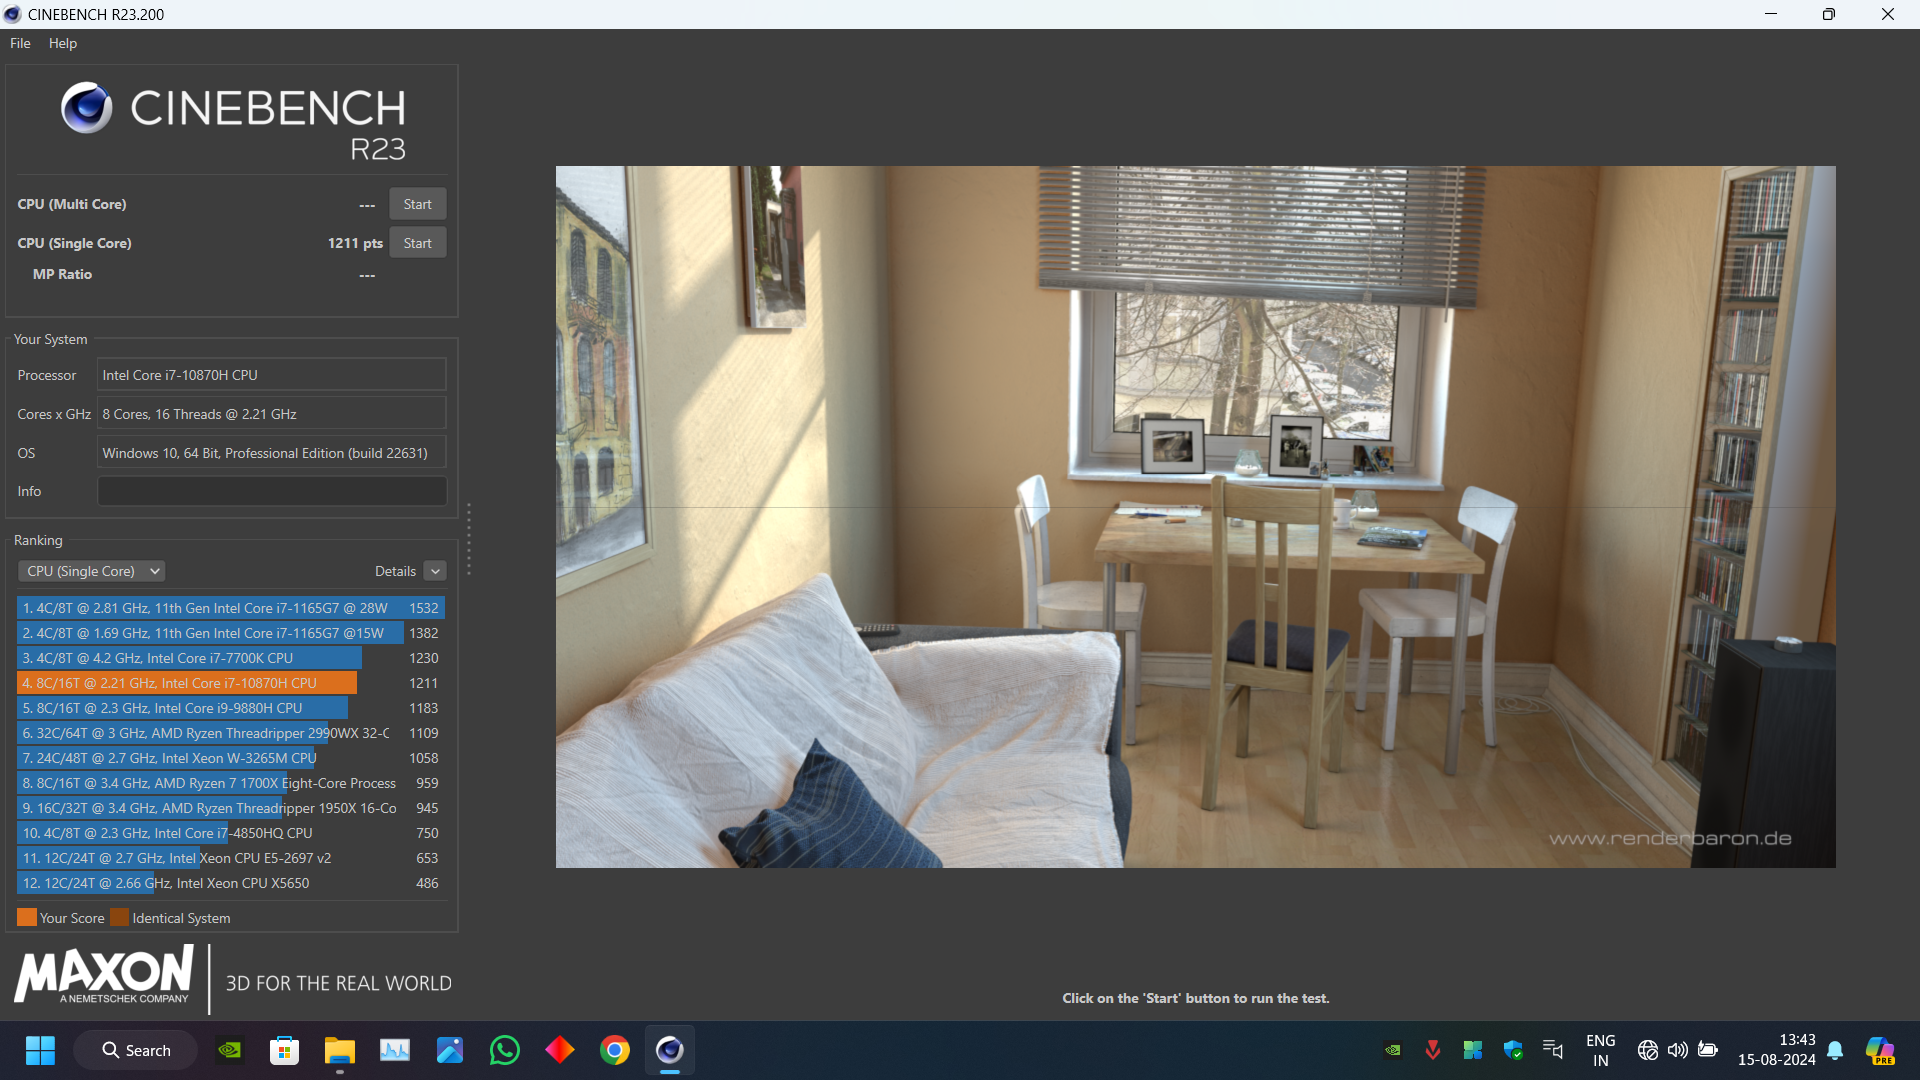 CINEBENCH R23.200
File Help
CINEBENCH
R23
CPU (Multi Core) --- Start
CPU (Single Core) 1211 pts Start
MP Ratio ---
Your System
Processor Intel Core i7-10870H CPU
Cores x GHz 8 Cores, 16 Threads @ 2.21 GHz
OS Windows 10, 64 Bit, Professional Edition (build 22631)
Info
Ranking
CPU (Single Core) Details
1. 4C/8T @ 2.81 GHz, 11th Gen Intel Core i7-1165G7 @ 28W 1532
2. 4C/8T @ 1.69 GHz, 11th Gen Intel Core i7-1165G7 @15W 1382
3. 4C/8T @ 4.2 GHz, Intel Core i7-7700K CPU 1230
4. 8C/16T @ 2.21 GHz, Intel Core i7-10870H CPU 1211
5. 8C/16T @ 2.3 GHz, Intel Core i9-9880H CPU 1183
6. 32C/64T @ 3 GHz, AMD Ryzen Threadripper 2990WX 32-C 1109
7. 24C/48T @ 2.7 GHz, Intel Xeon W-3265M CPU 1058
8. 8C/16T @ 3.4 GHz, AMD Ryzen 7 1700X Eight-Core Process 959
9. 16C/32T @ 3.4 GHz, AMD Ryzen Threadripper 1950X 16-Co 945
10. 4C/8T @ 2.3 GHz, Intel Core i7-4850HQ CPU 750
11. 12C/24T @ 2.7 GHz, Intel Xeon CPU E5-2697 v2 653
12. 12C/24T @ 2.66 GHz, Intel Xeon CPU X5650 486
Your Score Identical System
MAXON
A NEMETSCHEK COMPANY
3D FOR THE REAL WORLD
www.renderbaron.de
Click on the 'Start' button to run the test.
Search
ENG
IN
13:43
15-08-2024
PRE